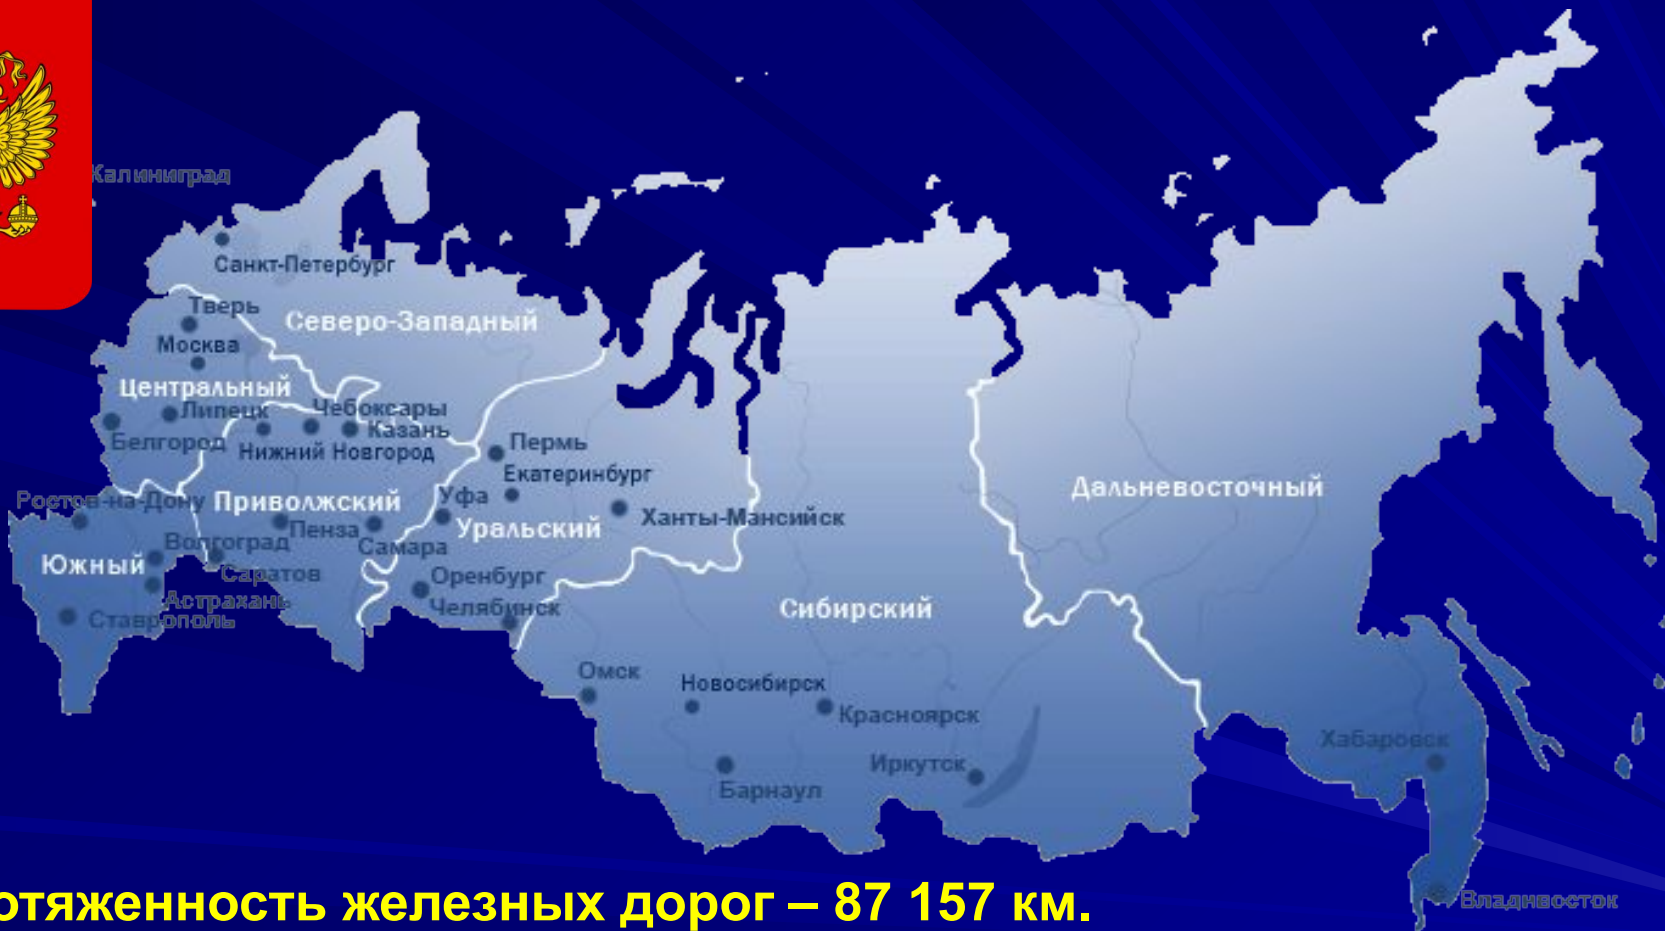 Калиниград
Санкт-Петербург
Тверь
Северо-Западный
Москва
Центральный
Липецк
Чебоксары
Казань
Белгород
Нижний Новгород
Пермь
Екатеринбург
Ростов-на-Дону
Приволжский
Уфа
Ханты-Мансийск
Дальневосточный
Пенза
Уральский
Волгоград
Самара
Южный
Саратов
Оренбург
Астрахань
Челябинск
Ставрополь
Сибирский
Омск
Новосибирск
Красноярск
Хабаровск
Иркутск
Барнаул
Владивосток
отяженность железных дорог – 87 157 км.